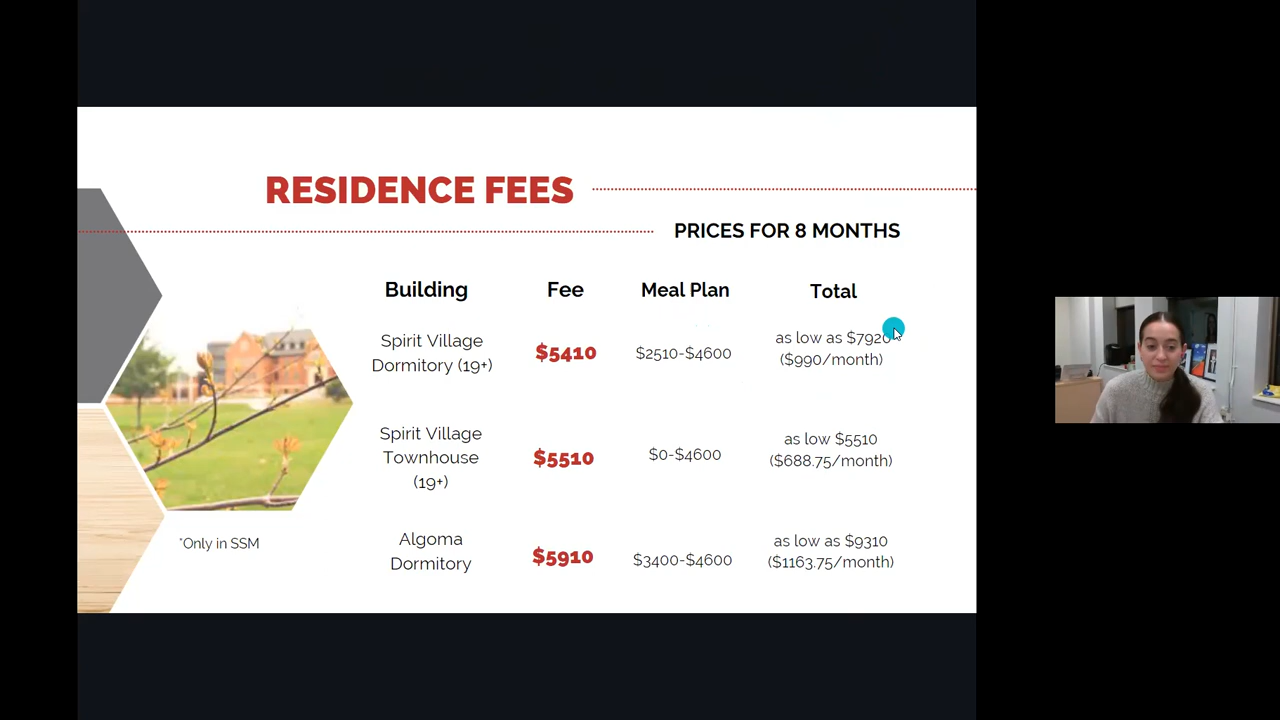 RESIDENCE FEES
PRICES FOR 8 MONTHS
Building Fee Meal Plan Total
Spirit Village
Dormitory (19+)
$5410
$2510-$4600
as low as $7920
($990/month)
Spirit Village
Townhouse
(19+)
$5510
$0-$4600
as low $5510
($688.75/month)
Algoma
Dormitory
$5910
$3400-$4600
as low as $9310
($1163.75/month)
*Only in SSM